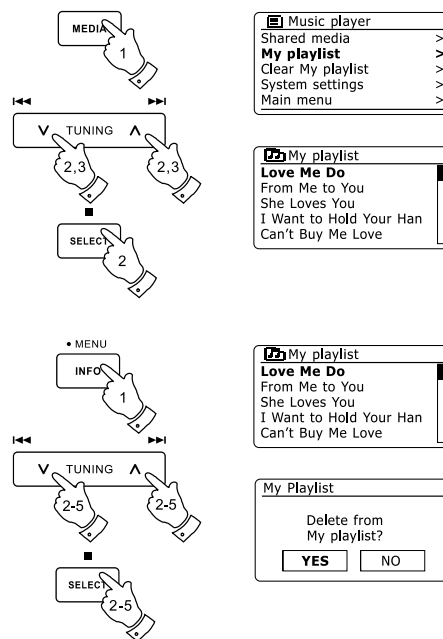 MEDIA
1
V TUNING Λ
2,3
2,3
SELECT
2
Music player
Shared media >
My playlist >
Clear My playlist >
System settings >
Main menu >
My playlist
Love Me Do
From Me to You
She Loves You
I Want to Hold Your Han
Can't Buy Me Love
• MENU
INFO
1
V TUNING Λ
2-5
2-5
SELECT
2-5
My playlist
Love Me Do
From Me to You
She Loves You
I Want to Hold Your Han
Can't Buy Me Love
My Playlist
Delete from
My playlist?
YES NO